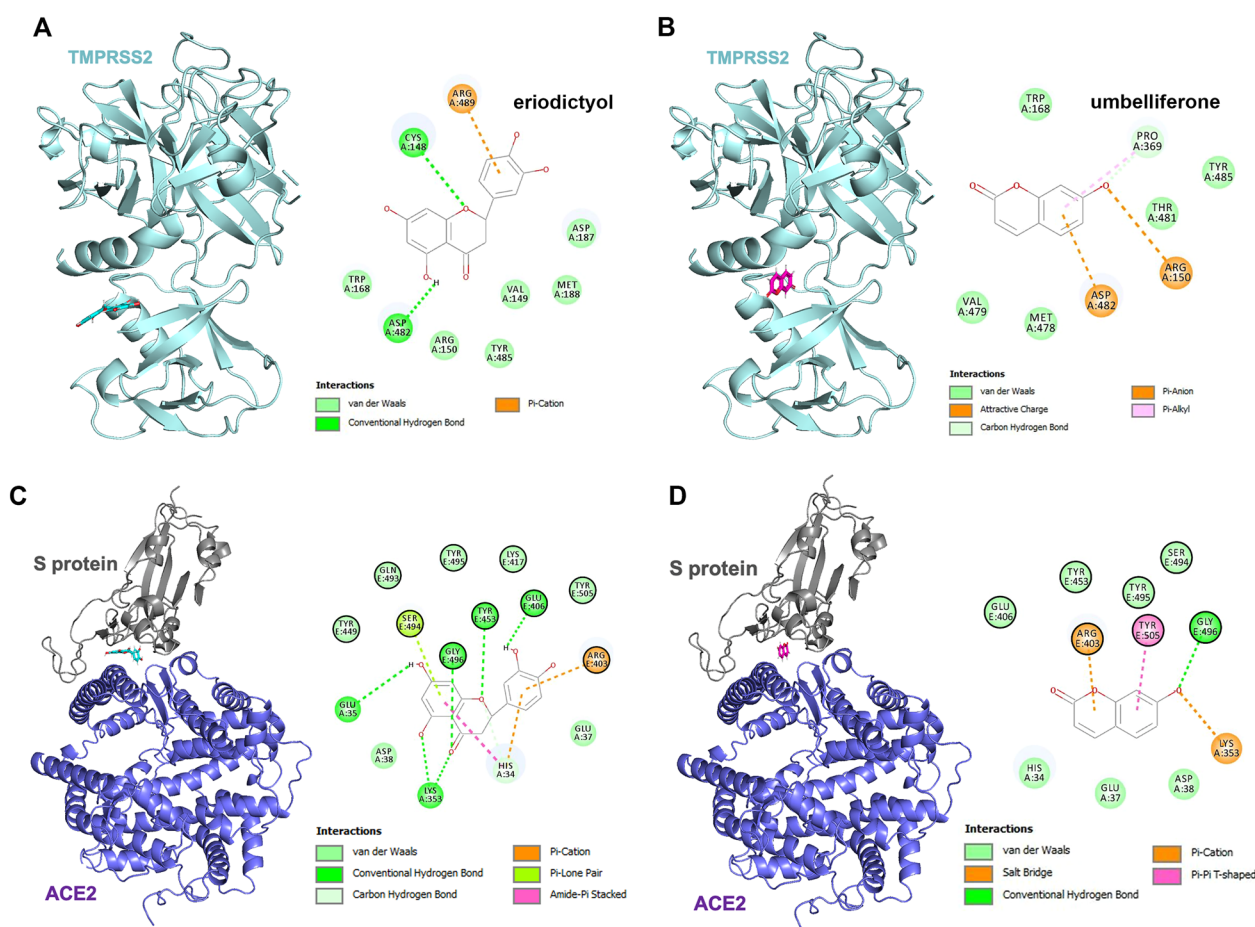 A
TMPRSS2
eriodictyol
ARG
A:489
CYS
A:148
ASP
A:187
TRP
A:168
VAL
A:149
MET
A:188
ASP
A:482
ARG
A:150
TYR
A:485
H
O
O
O
O
O
O
Interactions
van der Waals
Conventional Hydrogen Bond
Pi-Cation
B
TMPRSS2
umbelliferone
TRP
A:168
PRO
A:369
TYR
A:485
THR
A:481
ARG
A:150
ASP
A:482
VAL
A:479
MET
A:478
O
O
O
Interactions
van der Waals
Attractive Charge
Carbon Hydrogen Bond
Pi-Anion
Pi-Alkyl
C
S protein
ACE2
GLN
E:493
TYR
E:495
LYS
E:417
TYR
E:505
GLU
E:406
TYR
E:453
SER
E:494
TYR
E:449
GLY
E:496
ARG
E:403
GLU
A:35
ASP
A:38
LYS
A:353
HIS
A:34
GLU
A:37
H
O
H
O
O
O
O
O
Interactions
van der Waals
Conventional Hydrogen Bond
Carbon Hydrogen Bond
Pi-Cation
Pi-Lone Pair
Amide-Pi Stacked
D
S protein
ACE2
SER
E:494
TYR
E:453
TYR
E:495
GLU
E:406
ARG
E:403
TYR
E:505
GLY
E:496
LYS
A:353
HIS
A:34
GLU
A:37
ASP
A:38
O
O
O
Interactions
van der Waals
Salt Bridge
Conventional Hydrogen Bond
Pi-Cation
Pi-Pi T-shaped